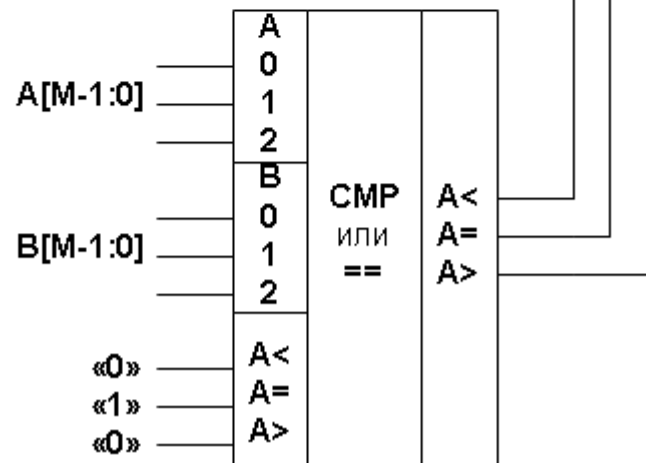 A
0
A[M-1:0] 1
2
B
0
B[M-1:0] 1
2
CMP
или
==
A<
A=
A>
«0» A<
«1» A=
«0» A>